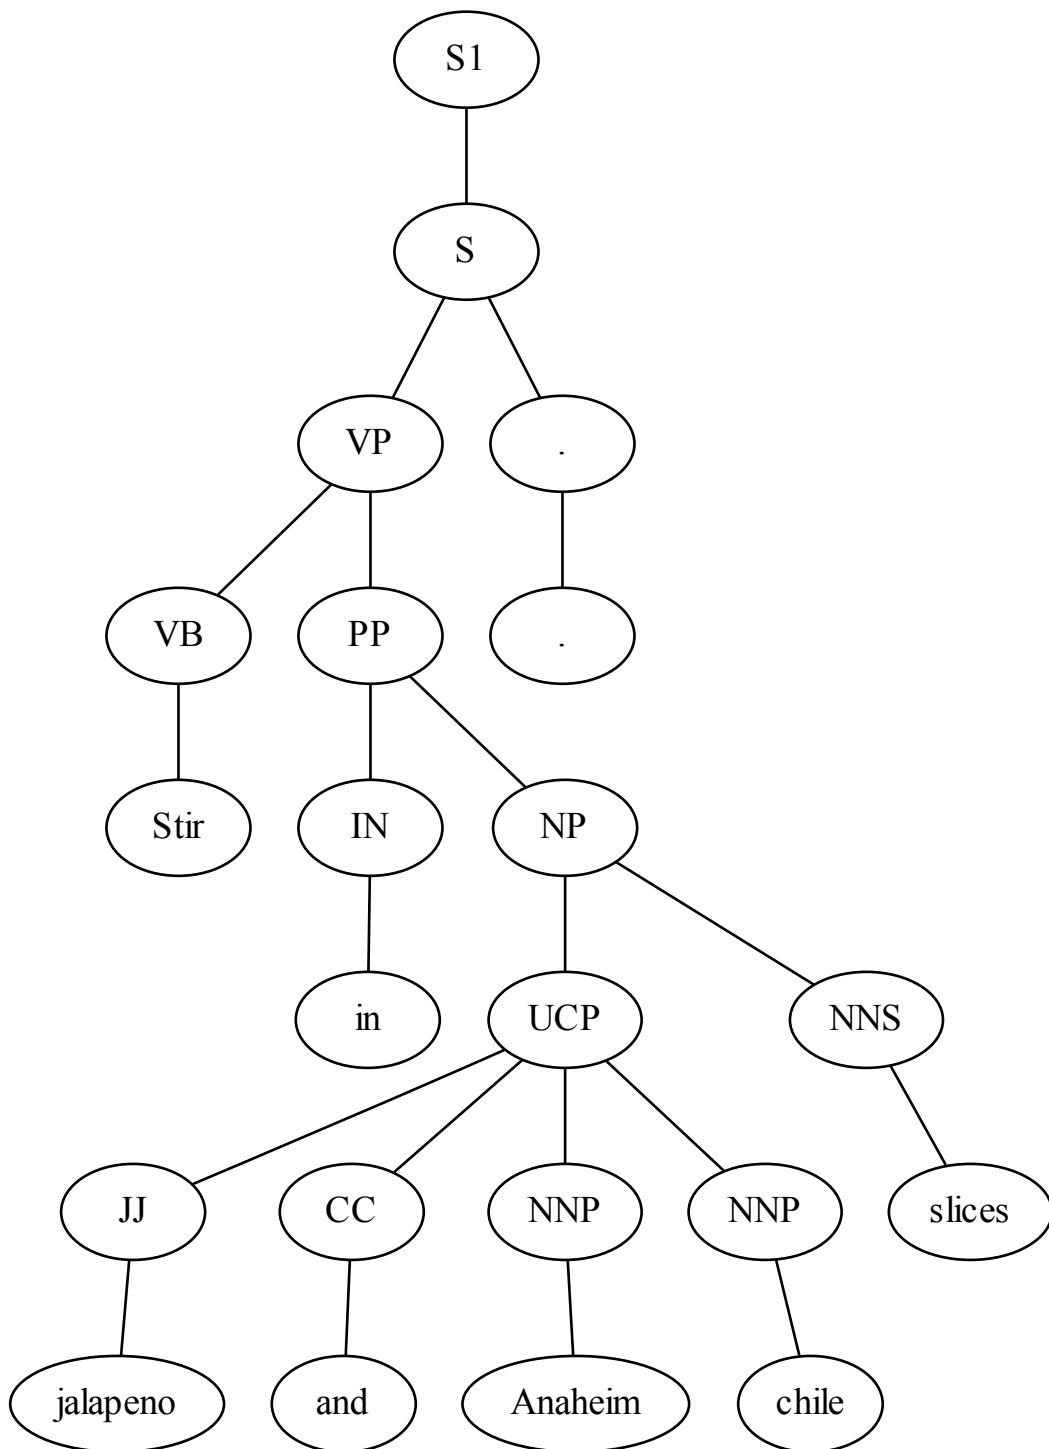 S1
S
VP .
VB PP .
Stir IN NP
in UCP NNS
JJ CC NNP NNP slices
jalapeno and Anaheim chile